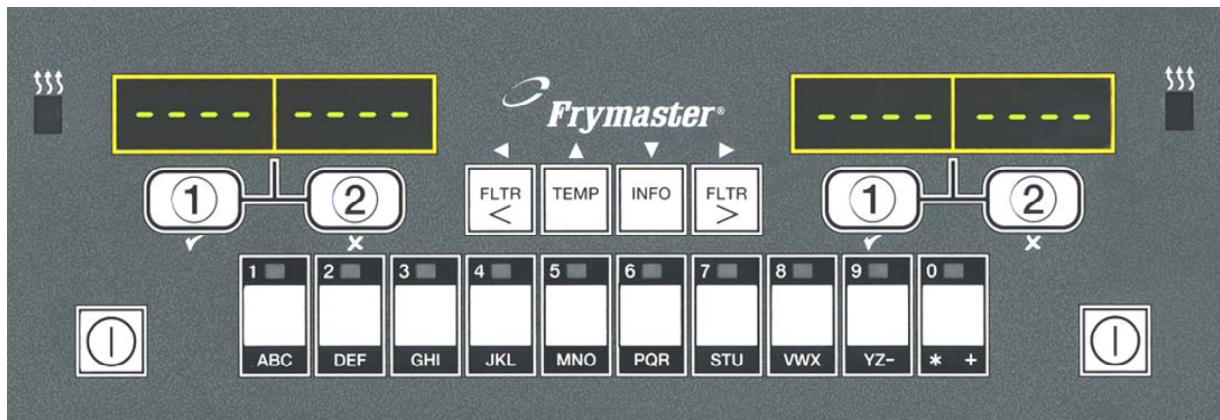 ---- ----
Frymaster®
---- ----
1 2
FLTR < TEMP INFO FLTR >
1 2
1 2 3 4 5 6 7 8 9 0
ABC DEF GHI JKL MNO PQR STU VWX YZ- * +